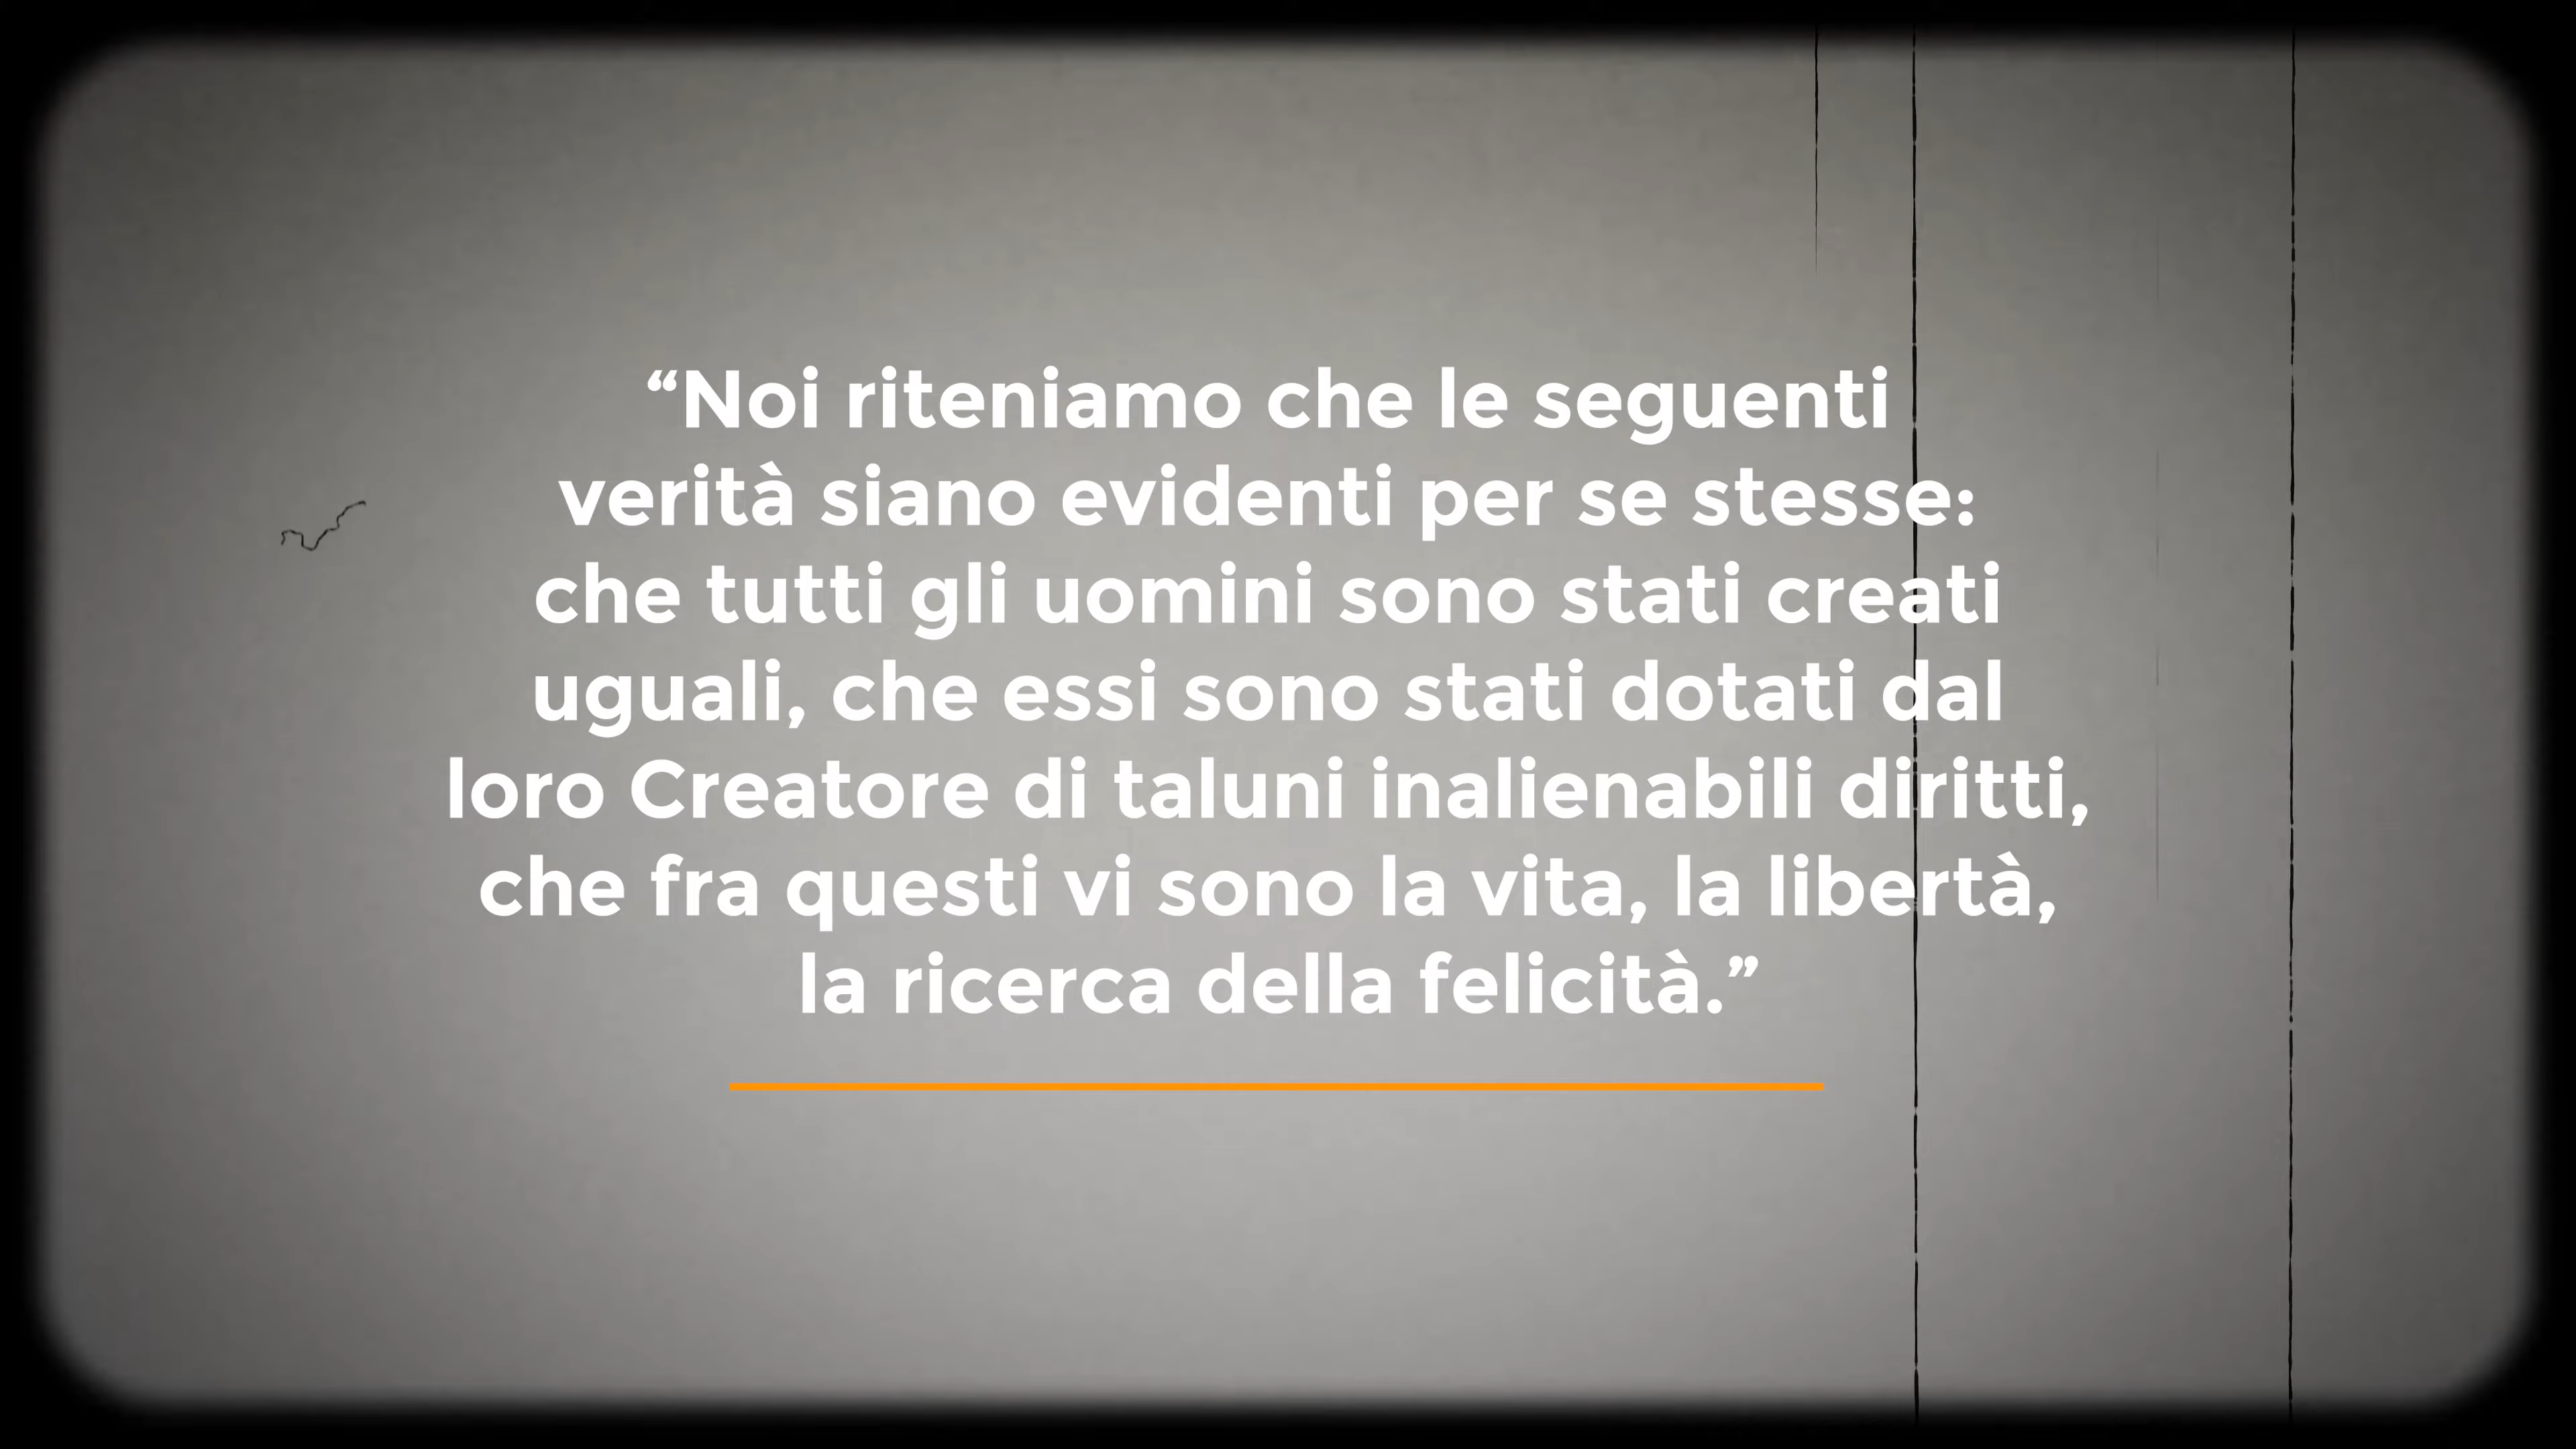 “Noi riteniamo che le seguenti
verità siano evidenti per se stesse:
che tutti gli uomini sono stati creati
uguali, che essi sono stati dotati dal
loro Creatore di taluni inalienabili diritti,
che fra questi vi sono la vita, la libertà,
la ricerca della felicità.”